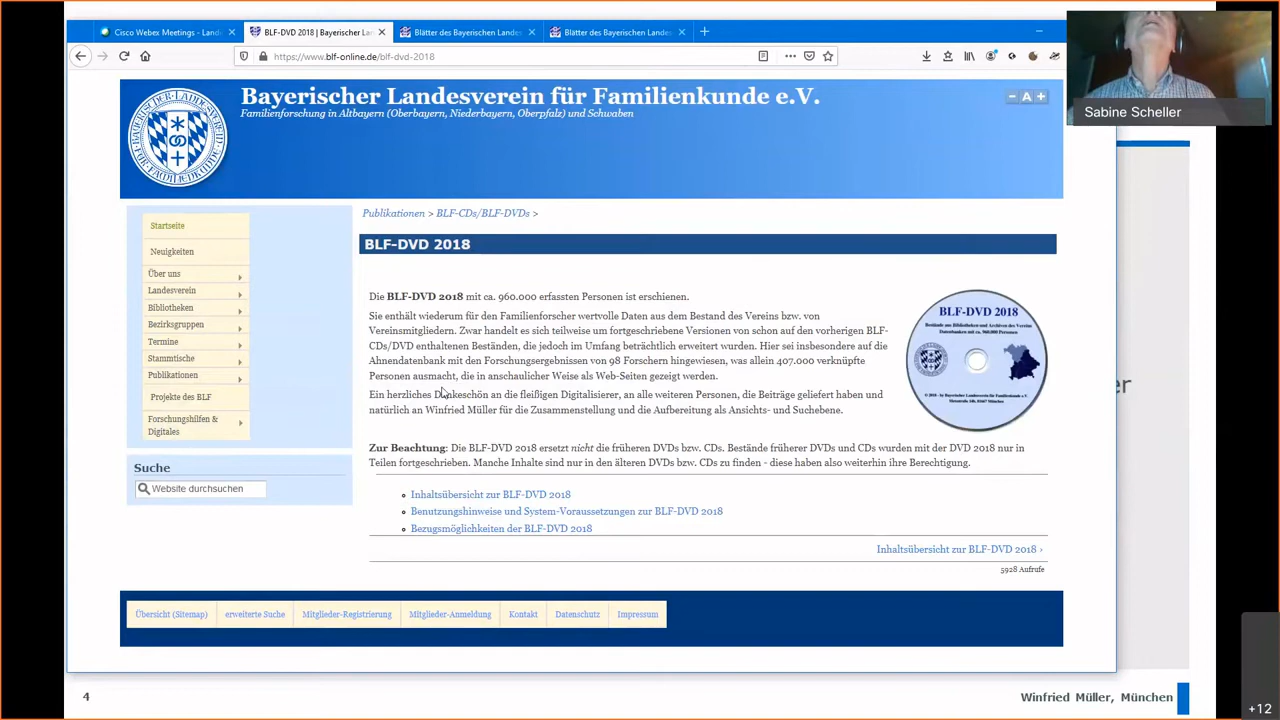 Cisco Webex Meetings - Land
BLF-DVD 2018 | Bayerischer Lan
Blätter des Bayerischen Landes
Blätter des Bayerischen Landes
https://www.blf-online.de/blf-dvd-2018
Sabine Scheller
Bayerischer Landesverein für Familienkunde e.V.
Familienforschung in Altbayern (Oberbayern, Niederbayern, Oberpfalz) und Schwaben
- A +
Publikationen > BLF-CDs/BLF-DVDs >
BLF-DVD 2018
Startseite
Neuigkeiten
Über uns
Landesverein
Bibliotheken
Bezirksgruppen
Termine
Stammtische
Publikationen
Projekte des BLF
Forschungshilfen &
Digitales
Suche
Website durchsuchen
Die BLF-DVD 2018 mit ca. 960.000 erfassten Personen ist erschienen.
Sie enthält wiederum für den Familienforscher wertvolle Daten aus dem Bestand des Vereins bzw. von
Vereinsmitgliedern. Zwar handelt es sich teilweise um fortgeschriebene Versionen von schon auf den vorherigen BLF-
CDs/DVD enthaltenen Beständen, die jedoch im Umfang beträchtlich erweitert wurden. Hier sei insbesondere auf die
Ahnendatenbank mit den Forschungsergebnissen von 98 Forschern hingewiesen, was allein 407.000 verknüpfte
Personen ausmacht, die in anschaulicher Weise als Web-Seiten gezeigt werden.
Ein herzliches Dankeschön an die fleißigen Digitalisierer, an alle weiteren Personen, die Beiträge geliefert haben und
natürlich an Winfried Müller für die Zusammenstellung und die Aufbereitung als Ansichts- und Suchebene.
BLF-DVD 2018
Zur Beachtung: Die BLF-DVD 2018 ersetzt nicht die früheren DVDs bzw. CDs. Bestände früherer DVDs und CDs wurden mit der DVD 2018 nur in
Teilen fortgeschrieben. Manche Inhalte sind nur in den älteren DVDs bzw. CDs zu finden - diese haben also weiterhin ihre Berechtigung.
Inhaltsübersicht zur BLF-DVD 2018
Benutzungshinweise und System-Voraussetzungen zur BLF-DVD 2018
Bezugsmöglichkeiten der BLF-DVD 2018
Inhaltsübersicht zur BLF-DVD 2018 ›
5928 Aufrufe
Übersicht (Sitemap)
erweiterte Suche
Mitglieder-Registrierung
Mitglieder-Anmeldung
Kontakt
Datenschutz
Impressum
4
Winfried Müller, München
+12